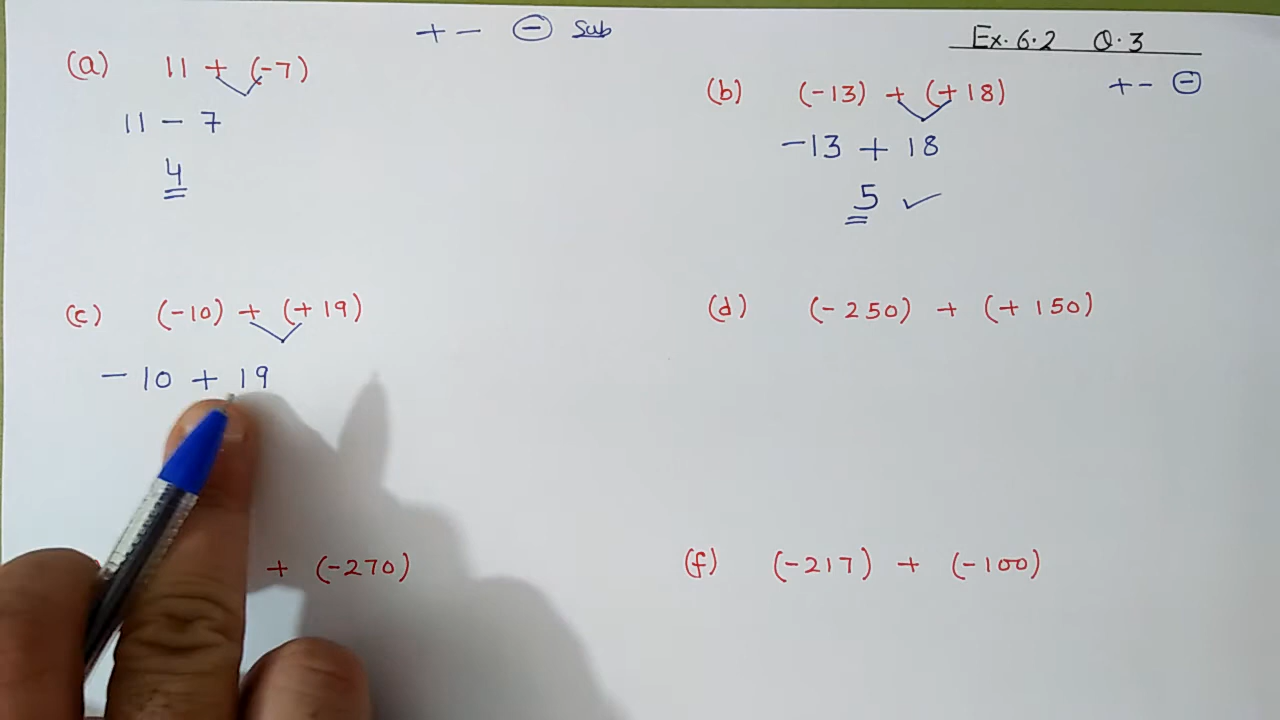 + - ⊖ Sub
Ex. 6.2 Q.3
(a) 11 + (-7)
11 - 7
4
(b) (-13) + (+18)
+ - ⊖
-13 + 18
5 ✓
(c) (-10) + (+19)
- 10 + 19
(d) (-250) + (+150)
+ (-270)
(f) (-217) + (-100)